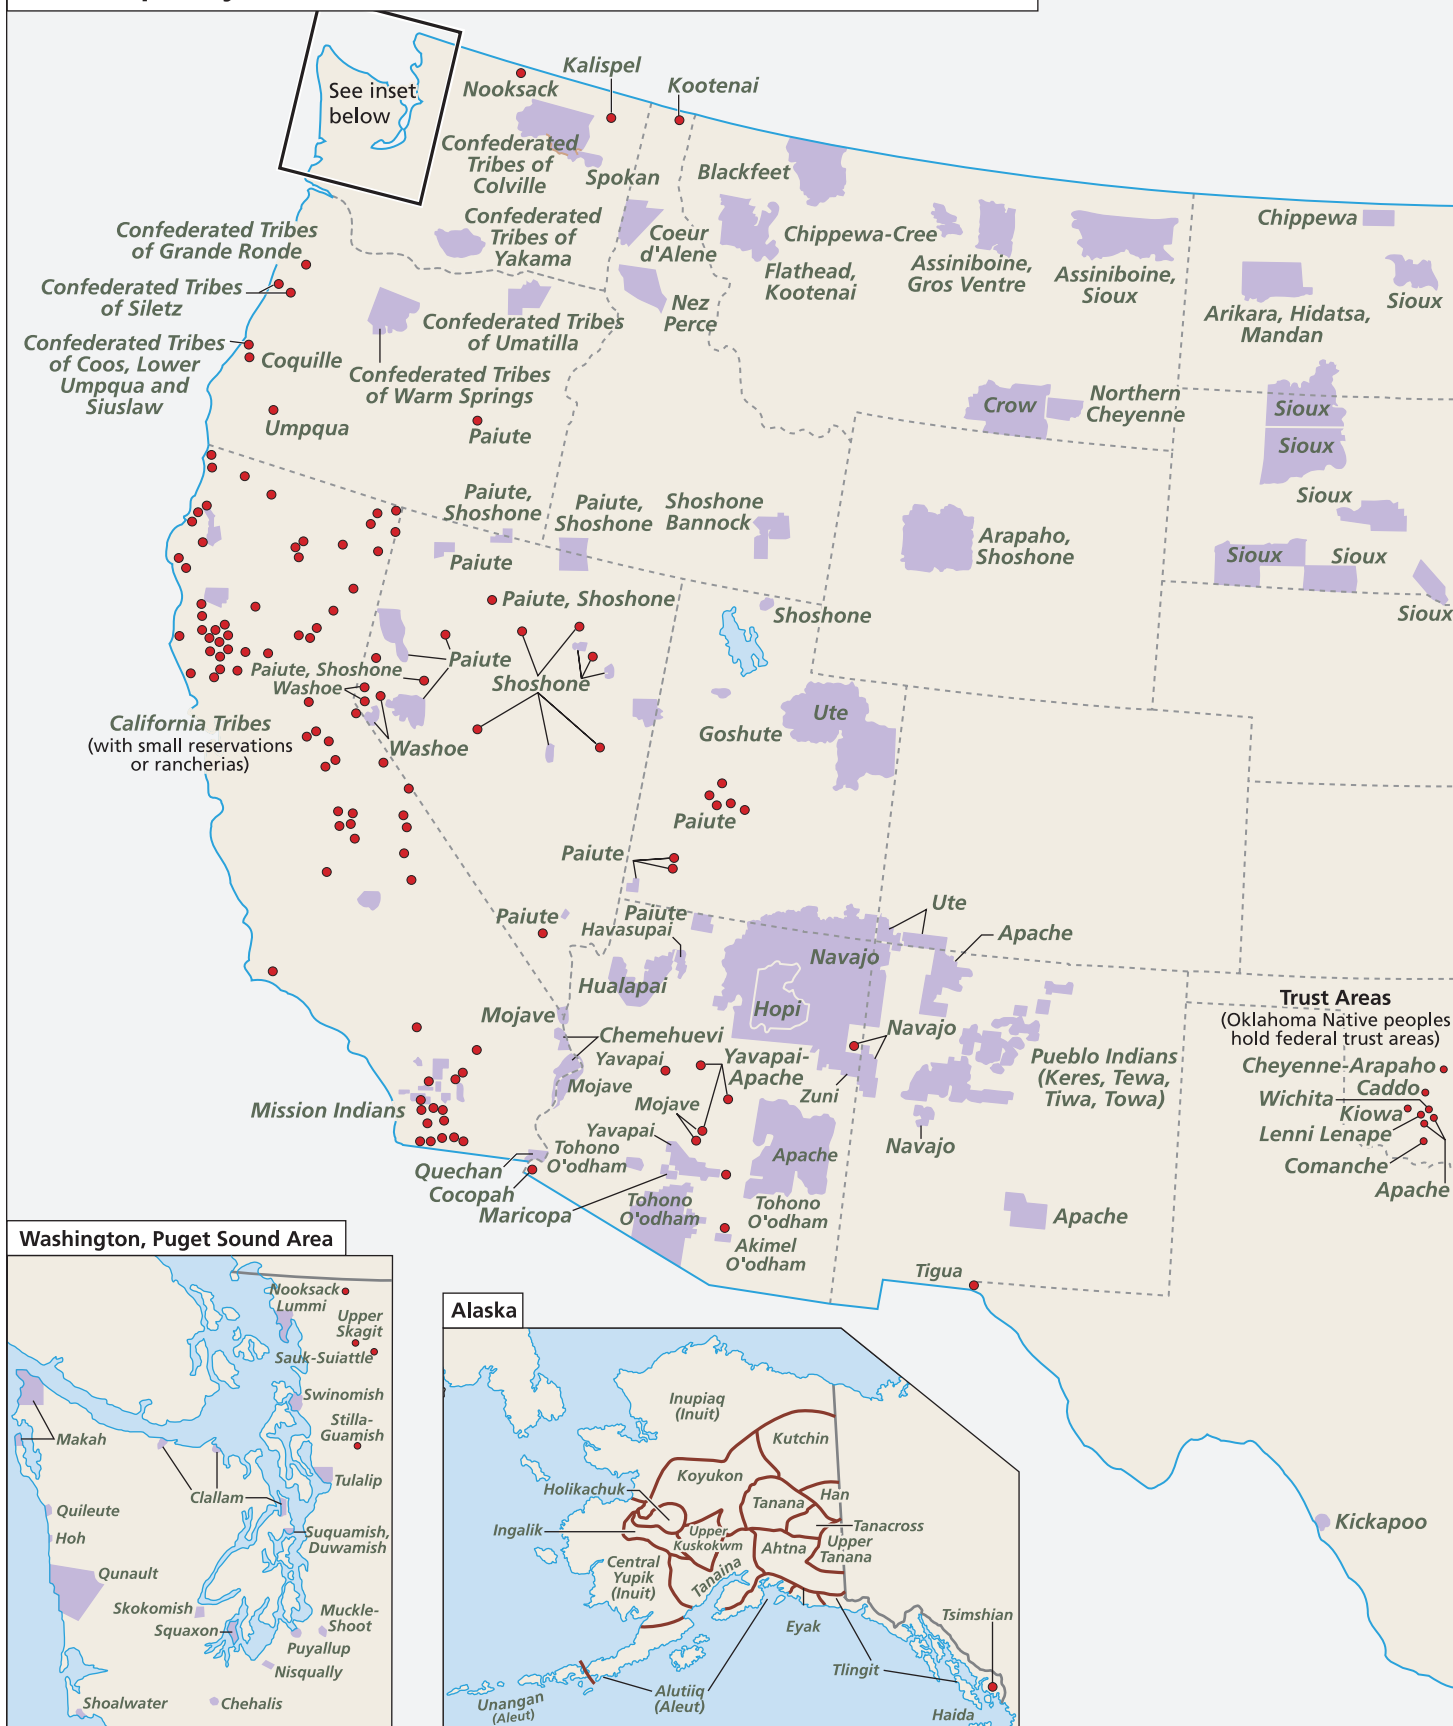 See inset
below
Nooksack
Kalispel
Kootenai
Confederated
Tribes of
Colville
Spokan
Blackfeet
Confederated Tribes
of Grande Ronde
Confederated
Tribes of
Yakama
Coeur
d'Alene
Chippewa-Cree
Flathead,
Kootenai
Assiniboine,
Gros Ventre
Assiniboine,
Sioux
Chippewa
Sioux
Arikara, Hidatsa,
Mandan
Confederated Tribes
of Siletz
Nez
Perce
Confederated Tribes
of Umatilla
Confederated Tribes
of Coos, Lower
Umpqua and
Siuslaw
Coquille
Confederated Tribes
of Warm Springs
Umpqua
Paiute
Crow
Northern
Cheyenne
Sioux
Sioux
Sioux
Paiute,
Shoshone
Paiute,
Shoshone
Shoshone
Bannock
Arapaho,
Shoshone
Sioux
Sioux
Sioux
Paiute
Paiute, Shoshone
Shoshone
Paiute, Shoshone
Washoe
Paiute
Shoshone
California Tribes
(with small reservations
or rancherias)
Washoe
Goshute
Ute
Paiute
Paiute
Paiute
Paiute
Havasupai
Hualapai
Navajo
Hopi
Ute
Apache
Mojave
Chemehuevi
Yavapai
Mojave
Yavapai-
Apache
Mojave
Navajo
Zuni
Pueblo Indians
(Keres, Tewa,
Tiwa, Towa)
Navajo
Trust Areas
(Oklahoma Native peoples
hold federal trust areas)
Cheyenne-Arapaho
Caddo
Wichita
Kiowa
Lenni Lenape
Comanche
Apache
Mission Indians
Yavapai
Tohono
O'odham
Quechan
Cocopah
Maricopa
Apache
Tohono
O'odham
Tohono
O'odham
Akimel
O'odham
Apache
Tigua
Kickapoo
Washington, Puget Sound Area
Nooksack
Lummi
Upper
Skagit
Sauk-Suiattle
Swinomish
Stilla-
Guamish
Makah
Tulalip
Clallam
Quileute
Hoh
Suquamish,
Duwamish
Qunault
Skokomish
Squaxon
Muckle-
Shoot
Puyallup
Nisqually
Shoalwater
Chehalis
Alaska
Inupiaq
(Inuit)
Kutchin
Koyukon
Holikachuk
Han
Tanana
Ingalik
Tanacross
Upper
Kuskokwm
Ahtna
Upper
Tanana
Central
Yupik
(Inuit)
Tanaina
Eyak
Tsimshian
Tlingit
Alutiiq
(Aleut)
Unangan
(Aleut)
Haida